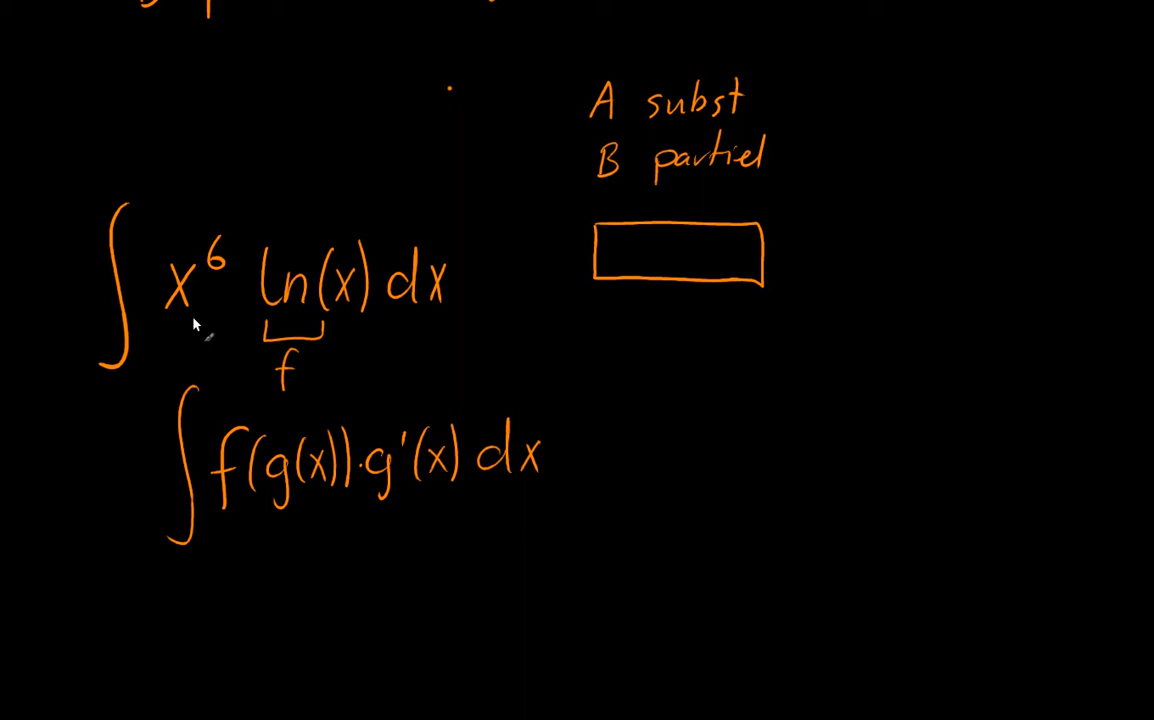 A subst
B partiel
∫ x⁶ ln(x) dx
f
∫ f(g(x))·g'(x) dx